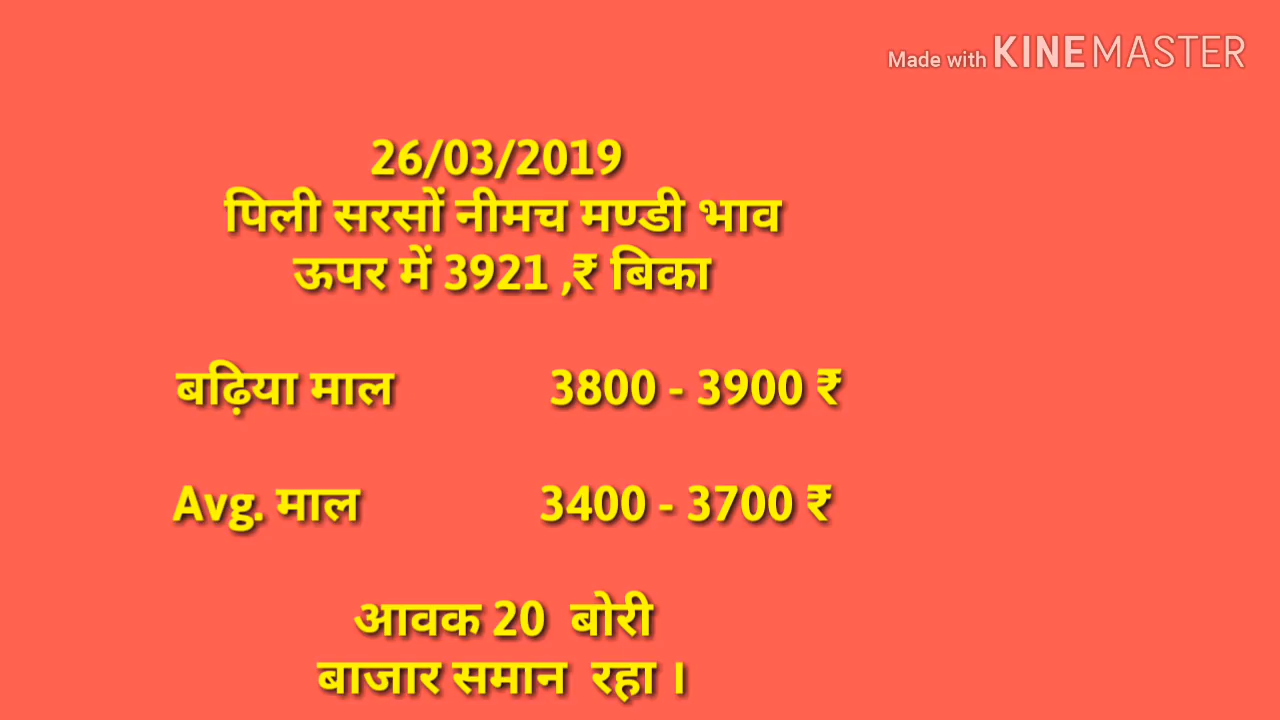 Made with KINEMASTER
26/03/2019
पिली सरसों नीमच मण्डी भाव
ऊपर में 3921 ,₹ बिका
बढ़िया माल 3800 - 3900 ₹
Avg. माल 3400 - 3700 ₹
आवक 20 बोरी
बाजार समान रहा ।